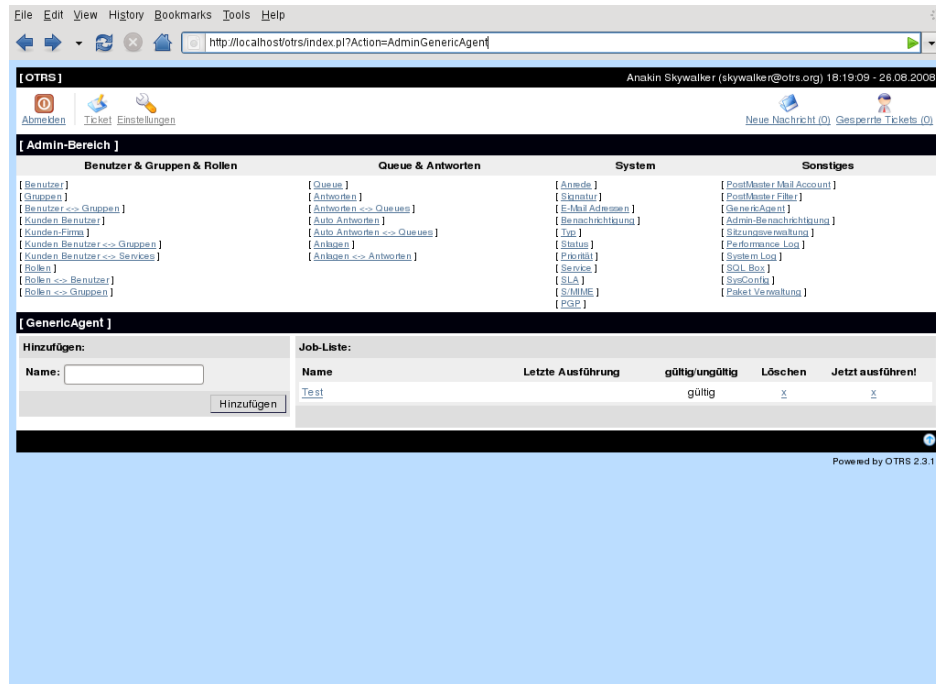 File Edit View History Bookmarks Tools Help
http://localhost/otrs/index.pl?Action=AdminGenericAgent
[ OTRS ] Anakin Skywalker (skywalker@otrs.org) 18:19:09 - 26.08.2008
Abmelden Ticket Einstellungen Neue Nachricht (0) Gesperrte Tickets (0)
[ Admin-Bereich ]
Benutzer & Gruppen & Rollen Queue & Antworten System Sonstiges
[ Benutzer ] [ Queue ] [ Anrede ] [ PostMaster Mail Account ]
[ Gruppen ] [ Antworten ] [ Signatur ] [ PostMaster Filter ]
[ Benutzer <-> Gruppen ] [ Antworten <-> Queues ] [ E-Mail Adressen ] [ GenericAgent ]
[ Kunden Benutzer ] [ Auto Antworten ] [ Benachrichtigung ] [ Admin-Benachrichtigung ]
[ Kunden-Firma ] [ Auto Antworten <-> Queues ] [ Typ ] [ Sitzungsverwaltung ]
[ Kunden Benutzer <-> Gruppen ] [ Anlagen ] [ Status ] [ Performance Log ]
[ Kunden Benutzer <-> Services ] [ Anlagen <-> Antworten ] [ Priorität ] [ System Log ]
[ Rollen ] [ Service ] [ SQL Box ]
[ Rollen <-> Benutzer ] [ SLA ] [ SysConfig ]
[ Rollen <-> Gruppen ] [ S/MIME ] [ Paket Verwaltung ]
[ PGP ]
[ GenericAgent ]
Hinzufügen: Job-Liste:
Name: Name Letzte Ausführung gültig/ungültig Löschen Jetzt ausführen!
Test gültig x x
Hinzufügen
Powered by OTRS 2.3.1